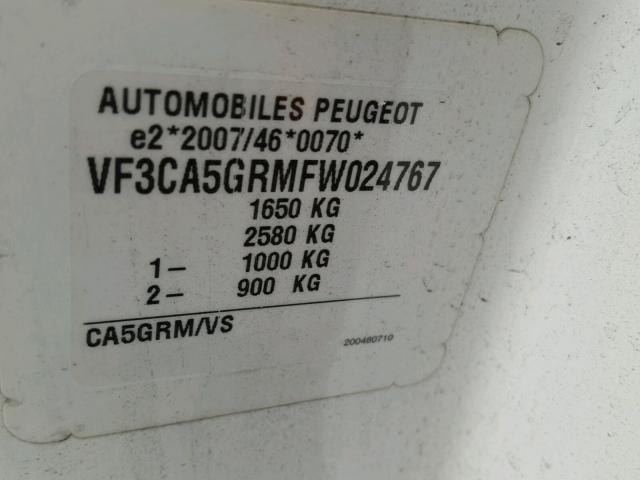 AUTOMOBILES PEUGEOT
e2*2007/46*0070*
VF3CA5GRMFW024767
1650 KG
2580 KG
1- 1000 KG
2- 900 KG
CA5GRM/VS
200480710